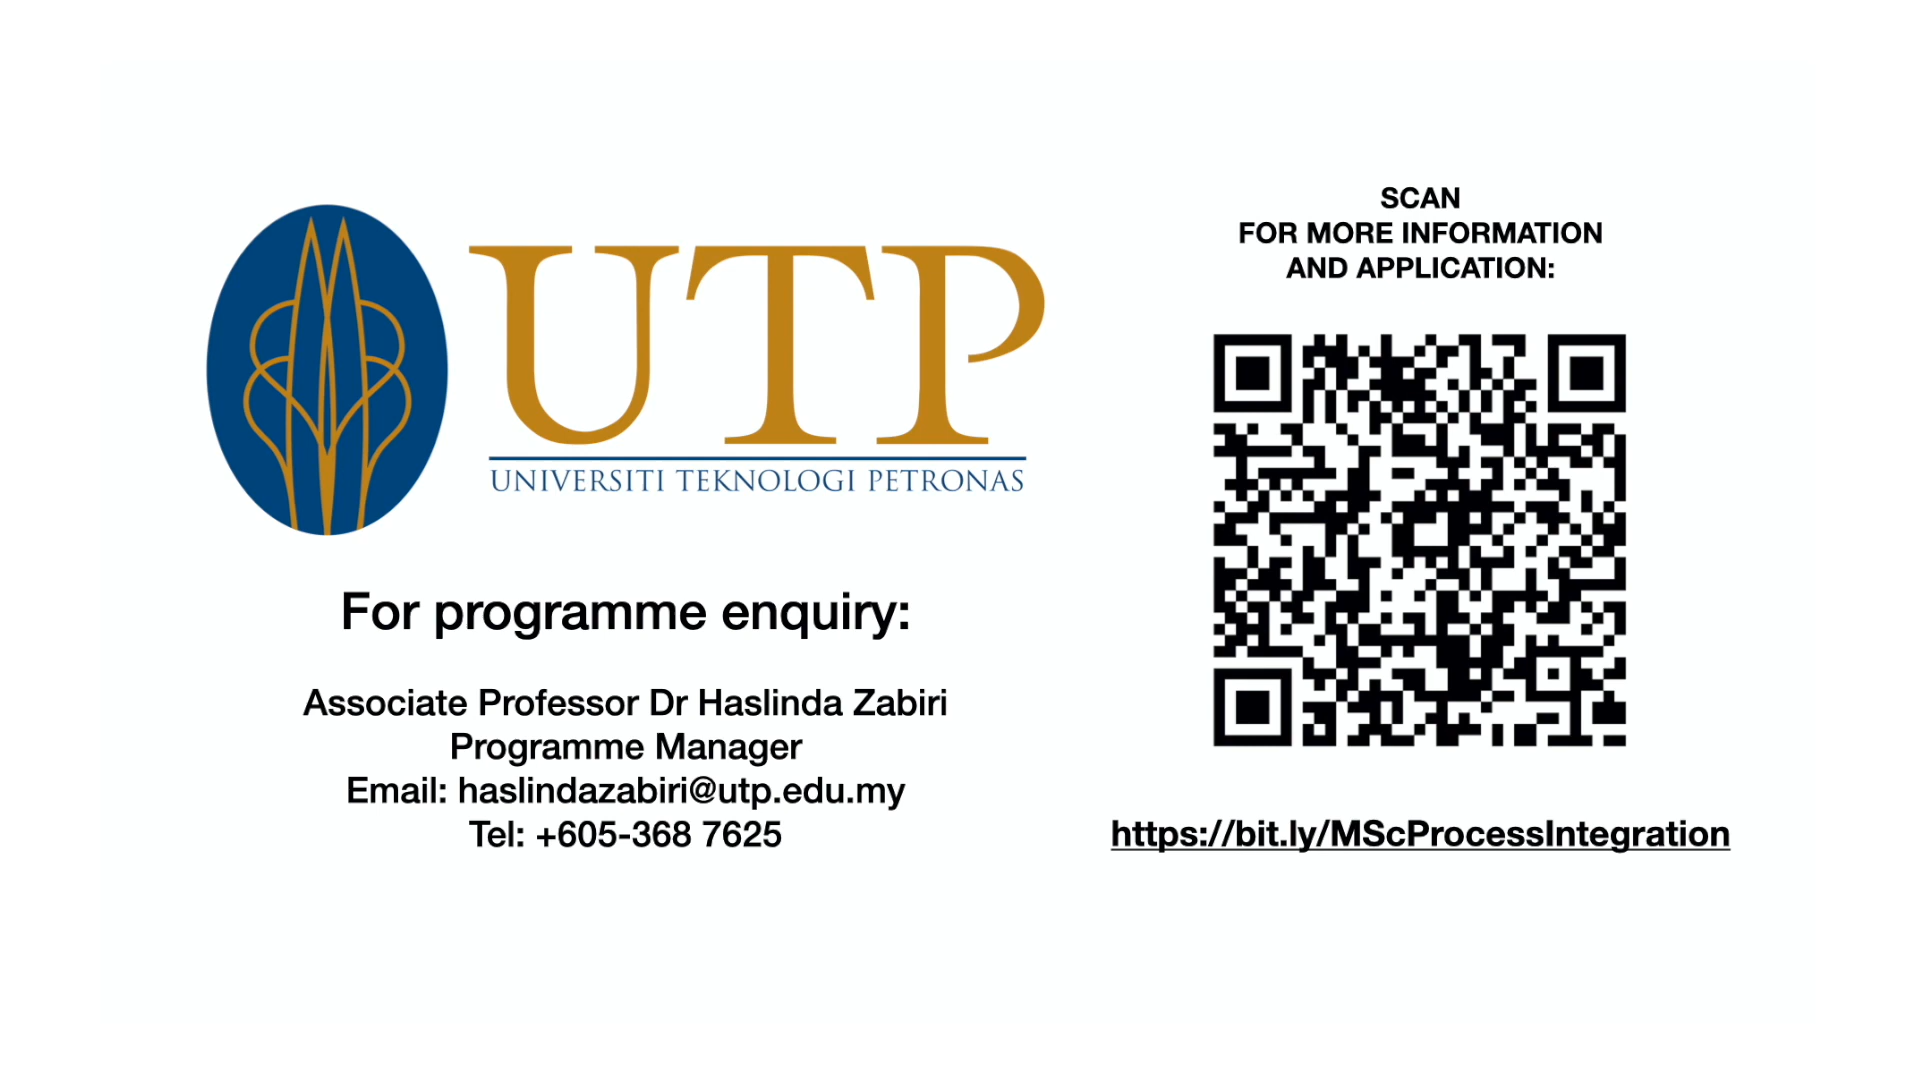 UTP
UNIVERSITI TEKNOLOGI PETRONAS
For programme enquiry:
Associate Professor Dr Haslinda Zabiri
Programme Manager
Email: haslindazabiri@utp.edu.my
Tel: +605-368 7625
SCAN
FOR MORE INFORMATION
AND APPLICATION:
https://bit.ly/MScProcessIntegration